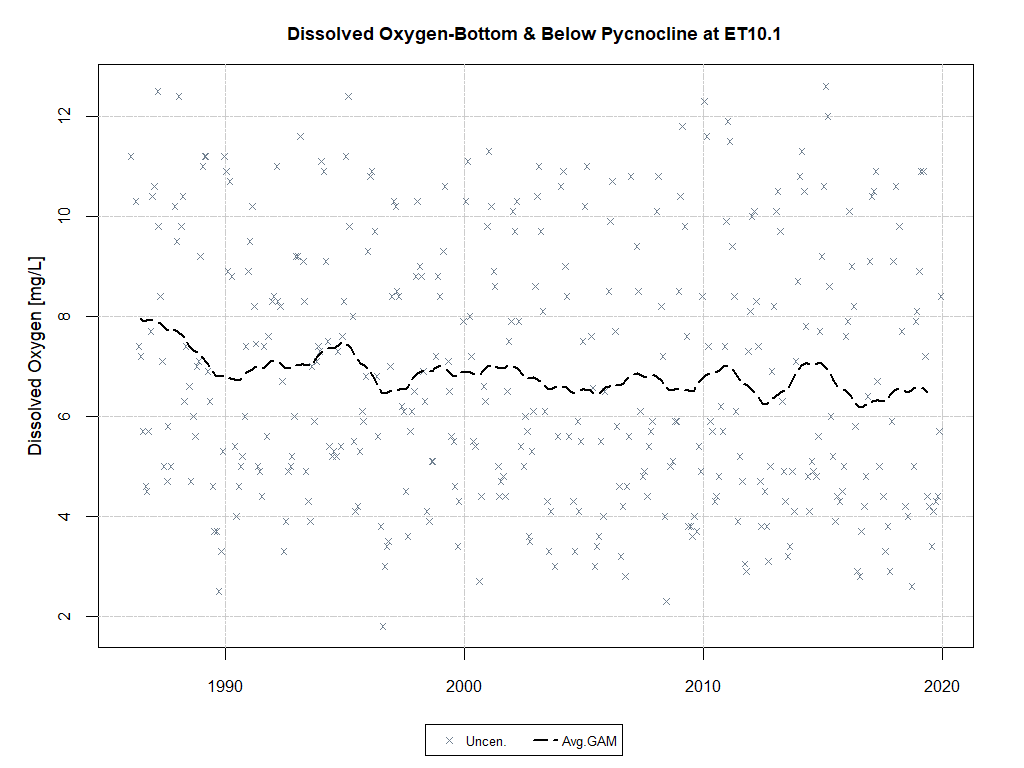 Dissolved Oxygen-Bottom & Below Pycnocline at ET10.1
Dissolved Oxygen [mg/L]
12
10
8
6
4
2
1990 2000 2010 2020
Uncen. Avg.GAM